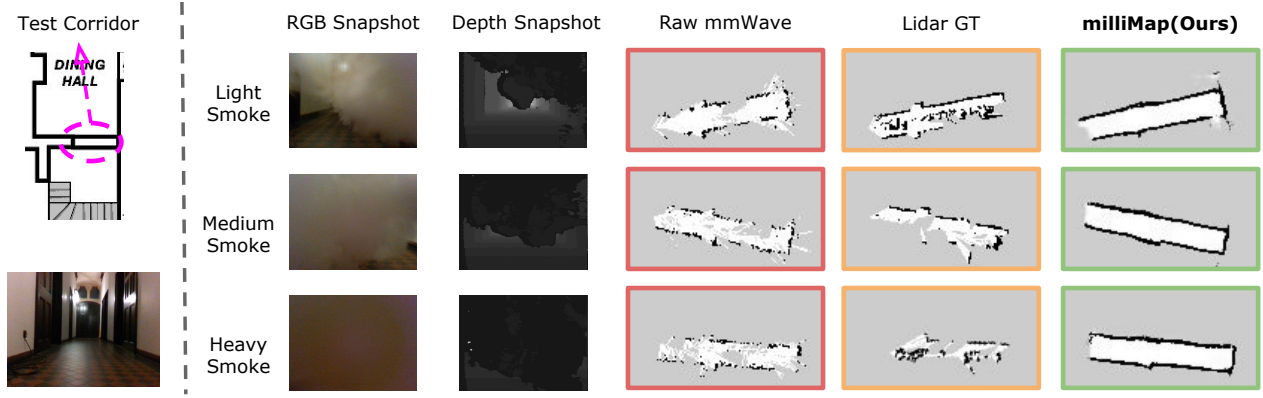 Test Corridor
RGB Snapshot
Depth Snapshot
Raw mmWave
Lidar GT
milliMap(Ours)
DINING
HALL
Light
Smoke
Medium
Smoke
Heavy
Smoke